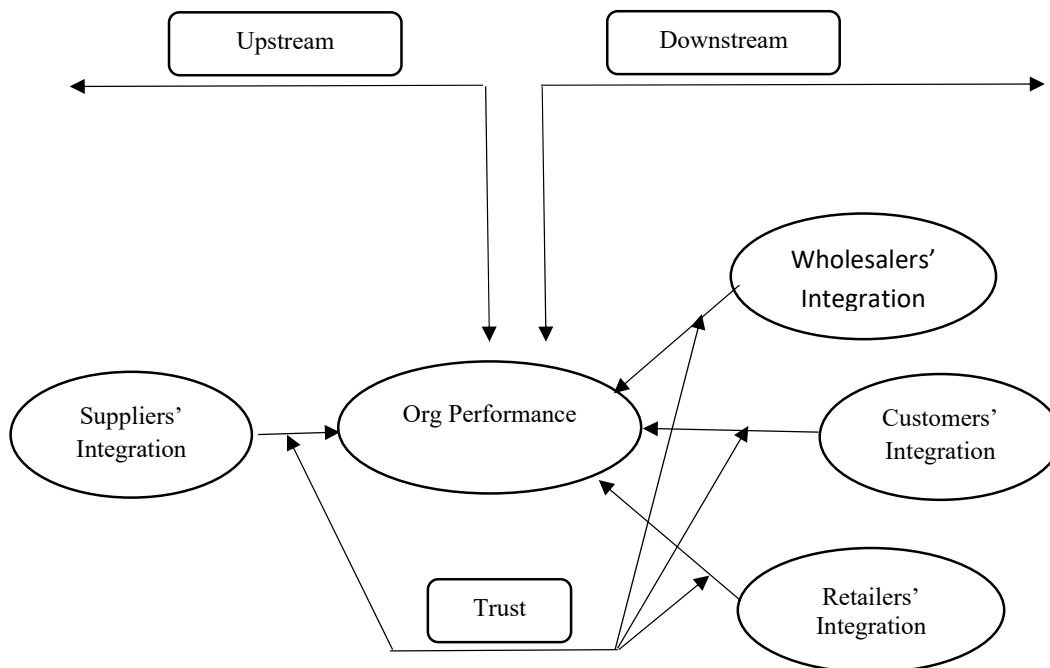 Upstream
Downstream
Wholesalers’
Integration
Suppliers’
Integration
Org Performance
Customers’
Integration
Trust
Retailers’
Integration